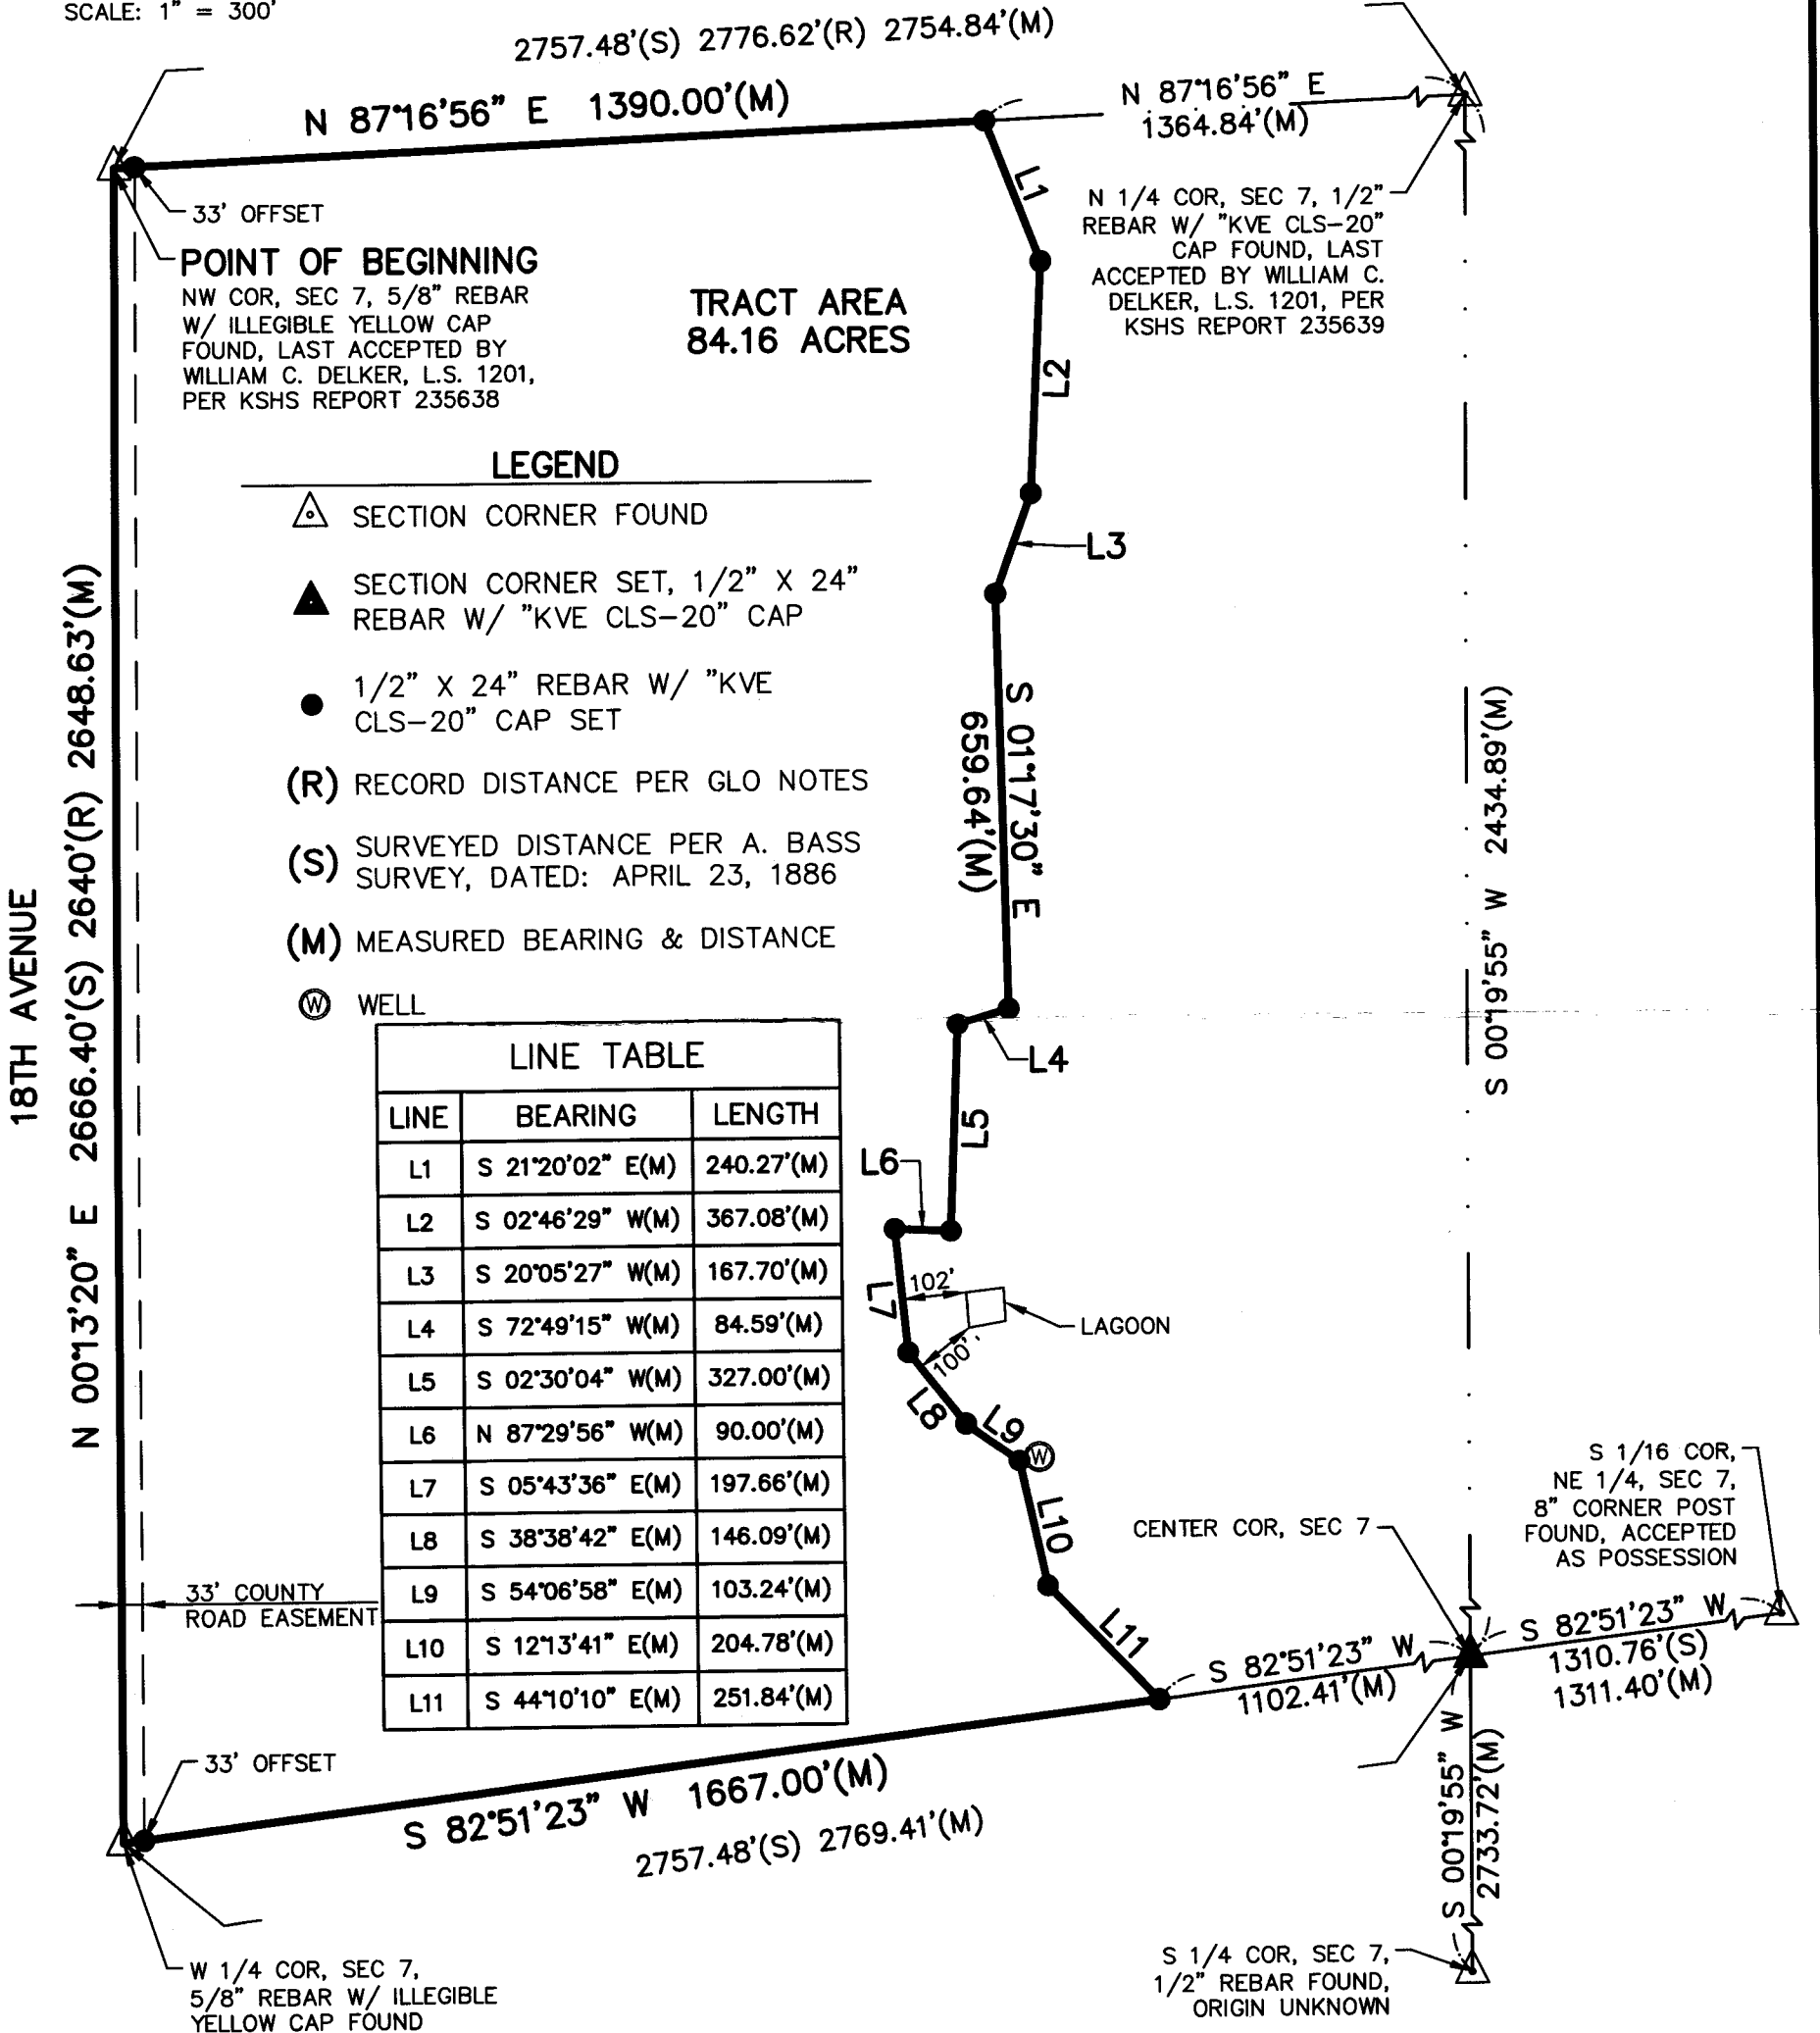 SCALE: 1" = 300'
2757.48'(S) 2776.62'(R) 2754.84'(M)
N 87°16'56" E 1390.00'(M)
N 87°16'56" E
1364.84'(M)
33' OFFSET
POINT OF BEGINNING
NW COR, SEC 7, 5/8" REBAR
W/ ILLEGIBLE YELLOW CAP
FOUND, LAST ACCEPTED BY
WILLIAM C. DELKER, L.S. 1201,
PER KSHS REPORT 235638
TRACT AREA
84.16 ACRES
N 1/4 COR, SEC 7, 1/2"
REBAR W/ "KVE CLS-20"
CAP FOUND, LAST
ACCEPTED BY WILLIAM C.
DELKER, L.S. 1201, PER
KSHS REPORT 235639
L1
L2
L3
LEGEND
SECTION CORNER FOUND
SECTION CORNER SET, 1/2" X 24"
REBAR W/ "KVE CLS-20" CAP
1/2" X 24" REBAR W/ "KVE
CLS-20" CAP SET
(R) RECORD DISTANCE PER GLO NOTES
(S) SURVEYED DISTANCE PER A. BASS
SURVEY, DATED: APRIL 23, 1886
(M) MEASURED BEARING & DISTANCE
W WELL
18TH AVENUE
N 00°13'20" E 2666.40'(S) 2640'(R) 2648.63'(M)
S 01°17'30" E
659.64'(M)
S 00°19'55" W 2434.89'(M)
L4
L5
L6
LINE TABLE
LINE BEARING LENGTH
L1 S 21°20'02" E(M) 240.27'(M)
L2 S 02°46'29" W(M) 367.08'(M)
L3 S 20°05'27" W(M) 167.70'(M)
L4 S 72°49'15" W(M) 84.59'(M)
L5 S 02°30'04" W(M) 327.00'(M)
L6 N 87°29'56" W(M) 90.00'(M)
L7 S 05°43'36" E(M) 197.66'(M)
L8 S 38°38'42" E(M) 146.09'(M)
L9 S 54°06'58" E(M) 103.24'(M)
L10 S 12°13'41" E(M) 204.78'(M)
L11 S 44°10'10" E(M) 251.84'(M)
L7
102'
LAGOON
100'
L8
L9
W
L10
L11
CENTER COR, SEC 7
S 1/16 COR,
NE 1/4, SEC 7,
8" CORNER POST
FOUND, ACCEPTED
AS POSSESSION
33' COUNTY
ROAD EASEMENT
S 82°51'23" W
1102.41'(M)
S 82°51'23" W
1310.76'(S)
1311.40'(M)
33' OFFSET
S 82°51'23" W 1667.00'(M)
2757.48'(S) 2769.41'(M)
S 00°19'55" W
2733.72'(M)
W 1/4 COR, SEC 7,
5/8" REBAR W/ ILLEGIBLE
YELLOW CAP FOUND
S 1/4 COR, SEC 7,
1/2" REBAR FOUND,
ORIGIN UNKNOWN